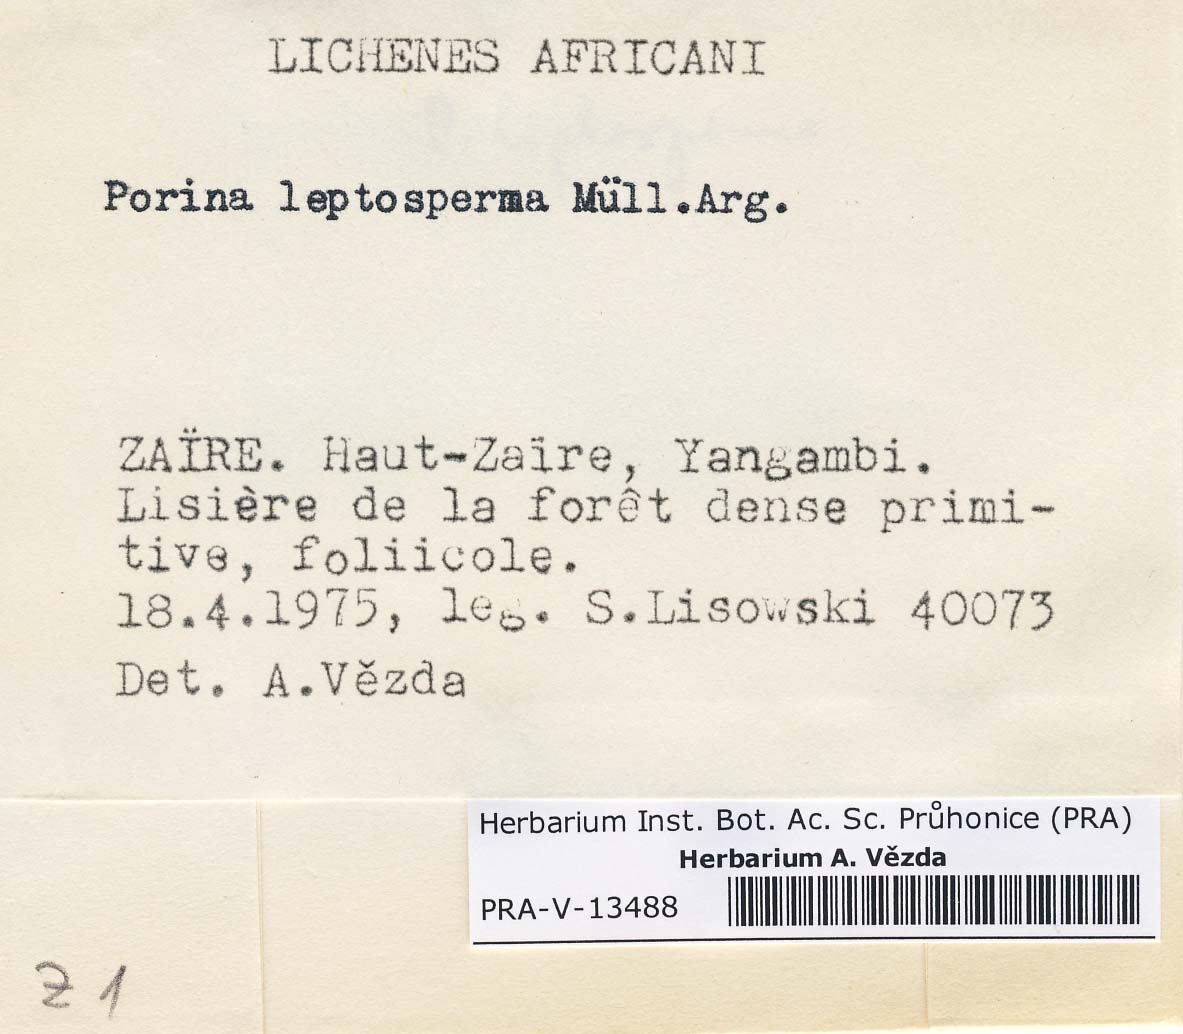 LICHENES AFRICANI
Porina leptosperma Müll.Arg.
ZAÏRE. Haut-Zaïre, Yangambi.
Lisière de la forêt dense primi-
tive, foliicole.
18.4.1975, leg. S.Lisowski 40073
Det. A.Vězda
Herbarium Inst. Bot. Ac. Sc. Průhonice (PRA)
Herbarium A. Vězda
PRA-V-13488
Z 1